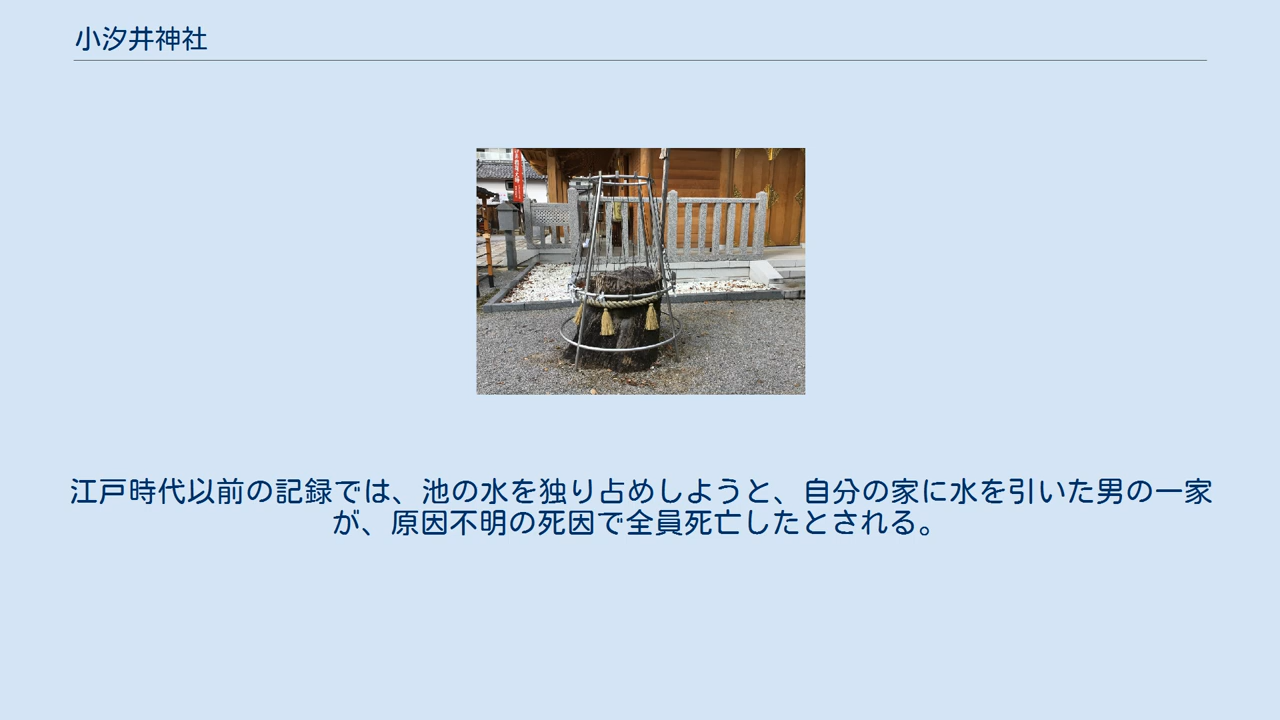 小汐井神社
江戸時代以前の記録では、池の水を独り占めしようと、自分の家に水を引いた男の一家
が、原因不明の死因で全員死亡したとされる。